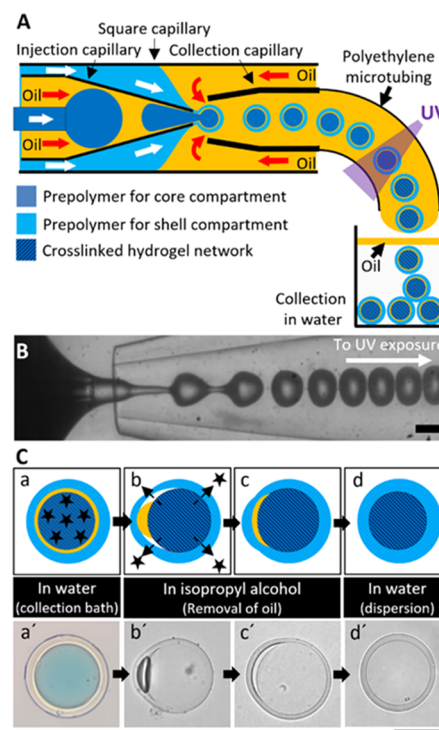 A
Square capillary
Injection capillary
Collection capillary
Polyethylene
microtubing
Oil
Oil
Oil
Oil
UV
Prepolymer for core compartment
Prepolymer for shell compartment
Crosslinked hydrogel network
Oil
Collection
in water
B
To UV exposure
C
a
b
c
d
In water
(collection bath)
In isopropyl alcohol
(Removal of oil)
In water
(dispersion)
a´
b´
c´
d´